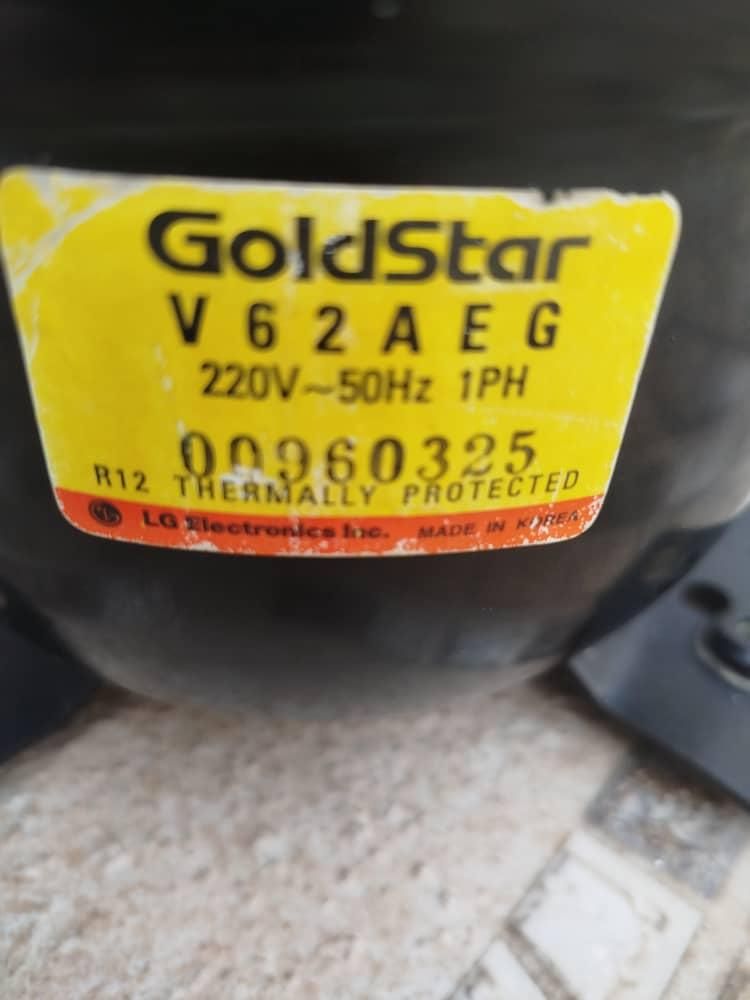 GoldStar
V62AEG
220V~50Hz 1PH
00960325
R12 THERMALLY PROTECTED
LG Electronics Inc. MADE IN KOREA